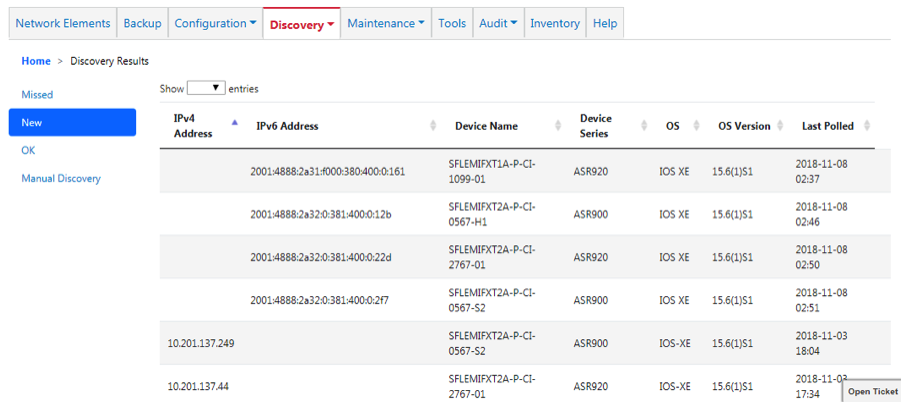 Network Elements Backup Configuration Discovery Maintenance Tools Audit Inventory Help
Home > Discovery Results
Missed
New
OK
Manual Discovery
Show entries
IPv4 Address IPv6 Address Device Name Device Series OS OS Version Last Polled
2001:4888:2a31:f000:380:400:0:161 SFLEMIFXT1A-P-CI-1099-01 ASR920 IOS XE 15.6(1)S1 2018-11-08 02:37
2001:4888:2a32:0:381:400:0:12b SFLEMIFXT2A-P-CI-0567-H1 ASR900 IOS XE 15.6(1)S1 2018-11-08 02:46
2001:4888:2a32:0:381:400:0:22d SFLEMIFXT2A-P-CI-2767-01 ASR920 IOS XE 15.6(1)S1 2018-11-08 02:50
2001:4888:2a32:0:381:400:0:2f7 SFLEMIFXT2A-P-CI-0567-S2 ASR900 IOS XE 15.6(1)S1 2018-11-08 02:51
10.201.137.249 SFLEMIFXT2A-P-CI-0567-S2 ASR900 IOS-XE 15.6(1)S1 2018-11-03 18:04
10.201.137.44 SFLEMIFXT2A-P-CI-2767-01 ASR920 IOS-XE 15.6(1)S1 2018-11-03 17:34
Open Ticket